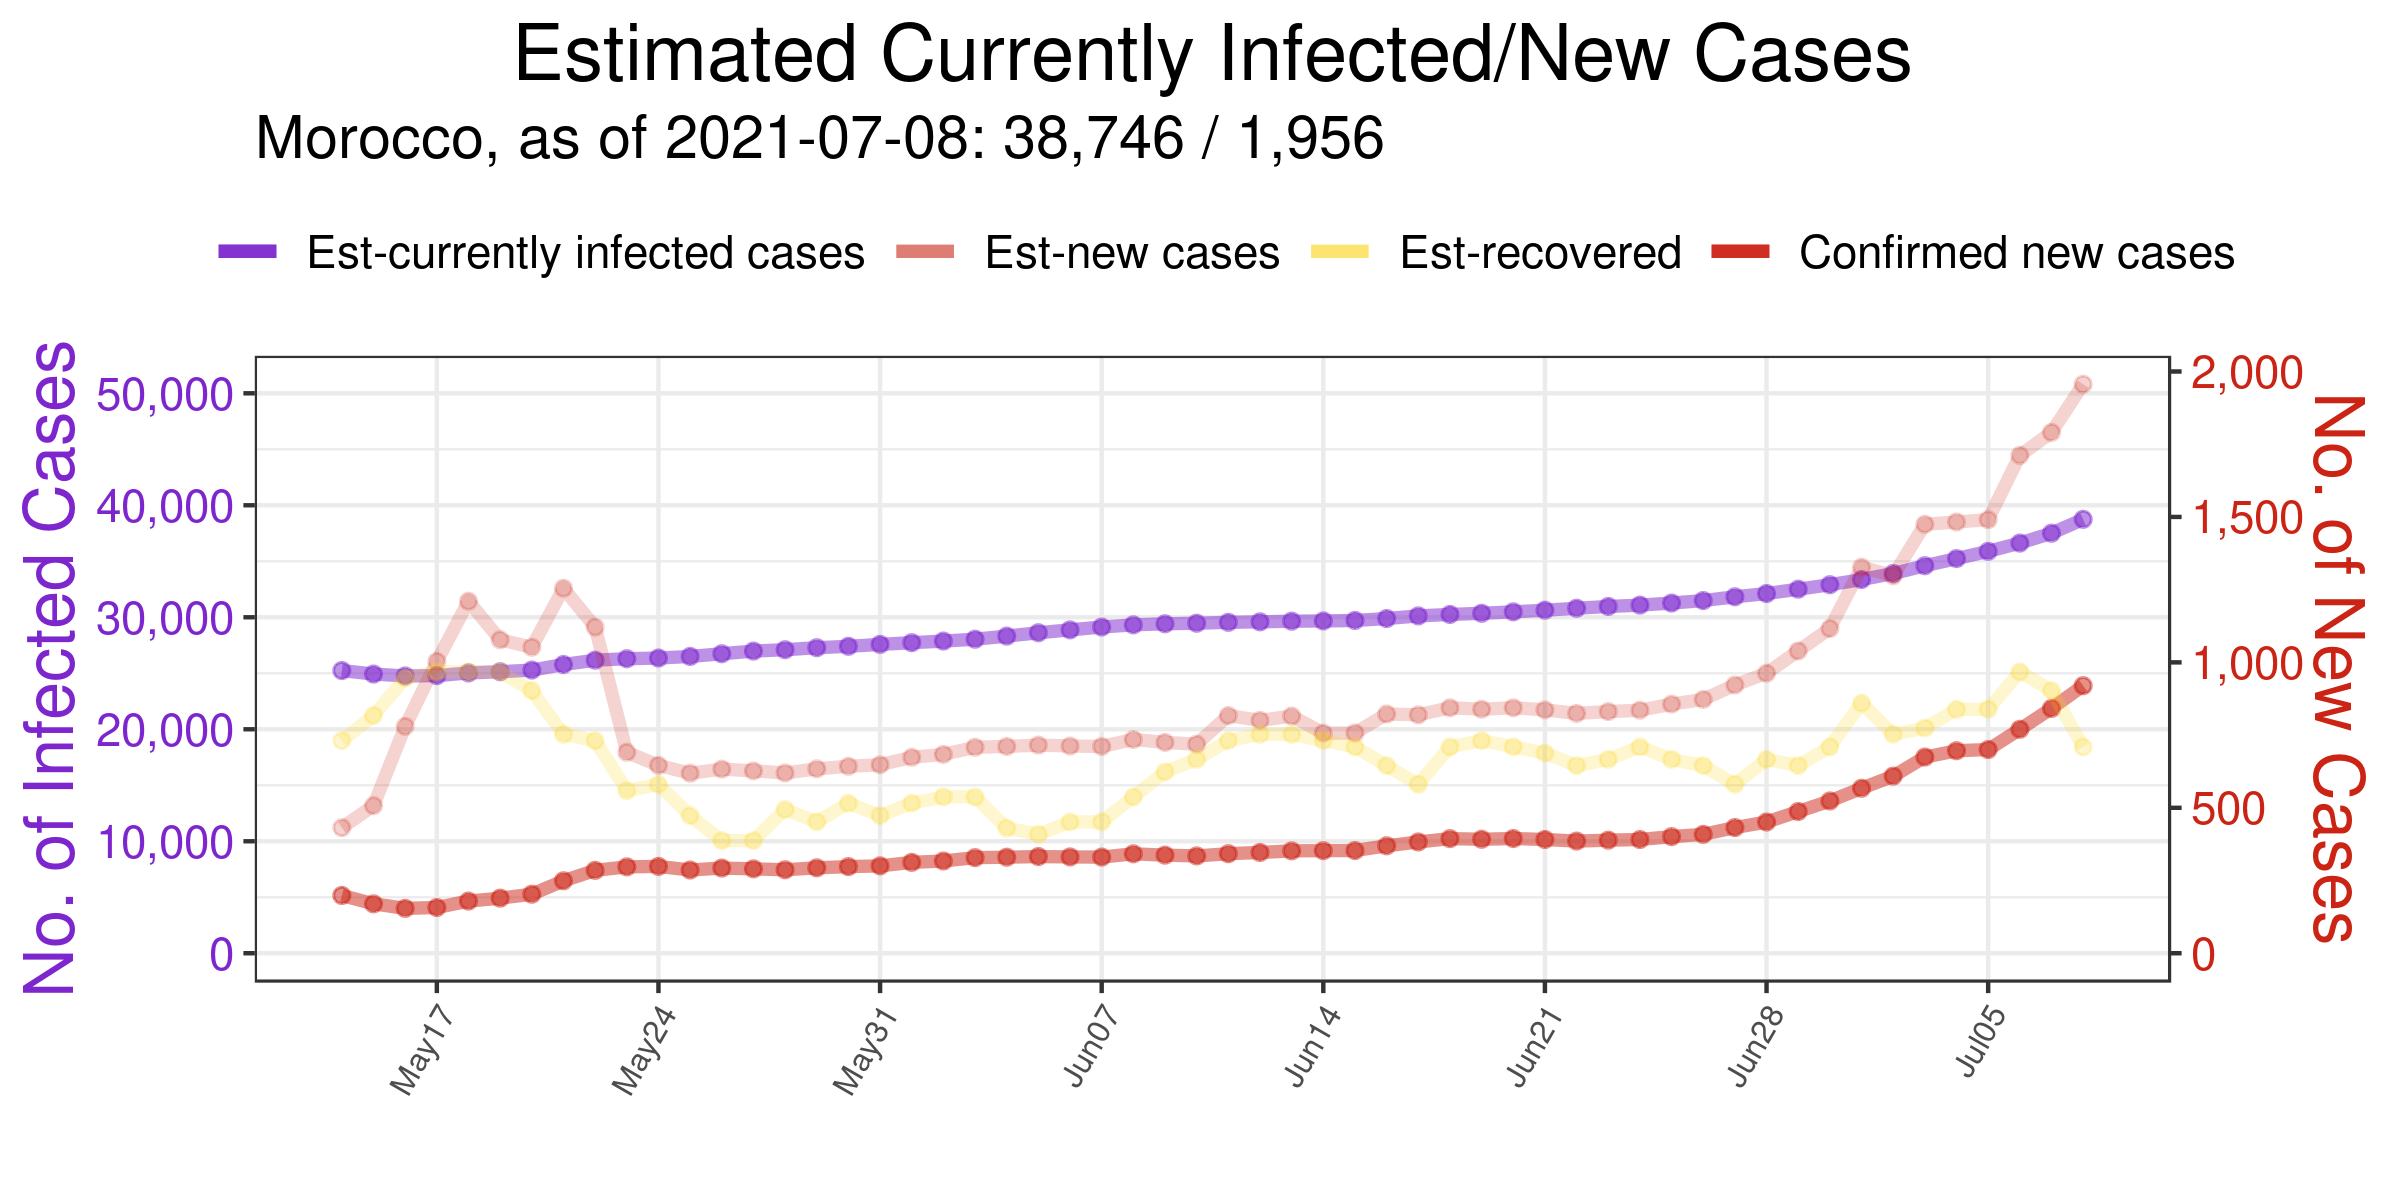 Estimated Currently Infected/New Cases
Morocco, as of 2021-07-08: 38,746 / 1,956
Est-currently infected cases Est-new cases Est-recovered Confirmed new cases
No. of Infected Cases
50,000
40,000
30,000
20,000
10,000
0
2,000
1,500
1,000
500
0
No. of New Cases
May17 May24 May31 Jun07 Jun14 Jun21 Jun28 Jul05